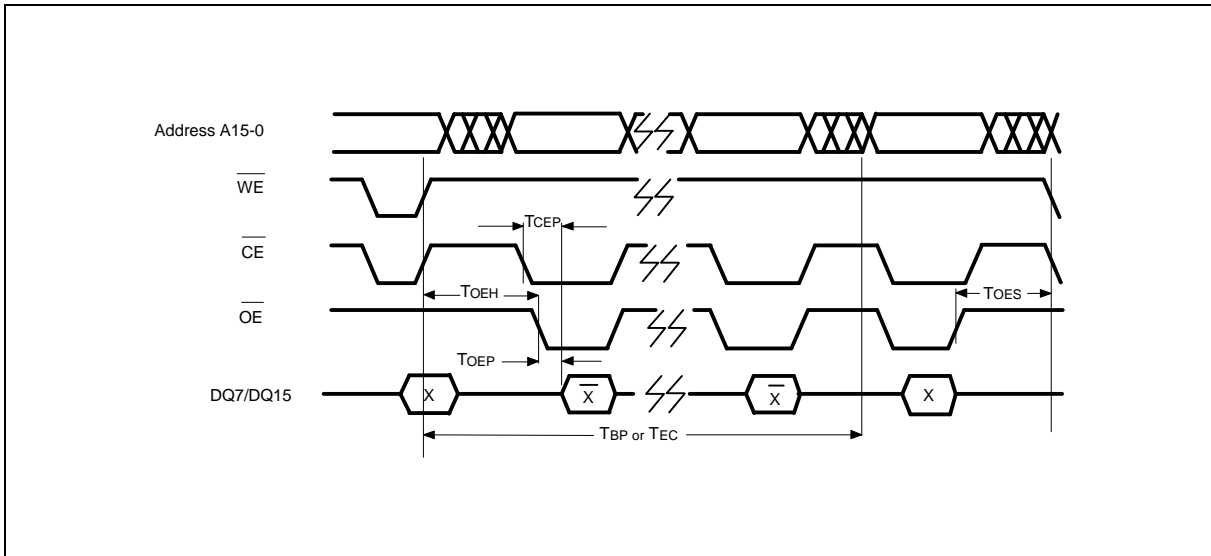 Address A15-0
WE
TCEP
CE
TOEH
TOES
OE
TOEP
DQ7/DQ15
X
X
X
X
TBP or TEC